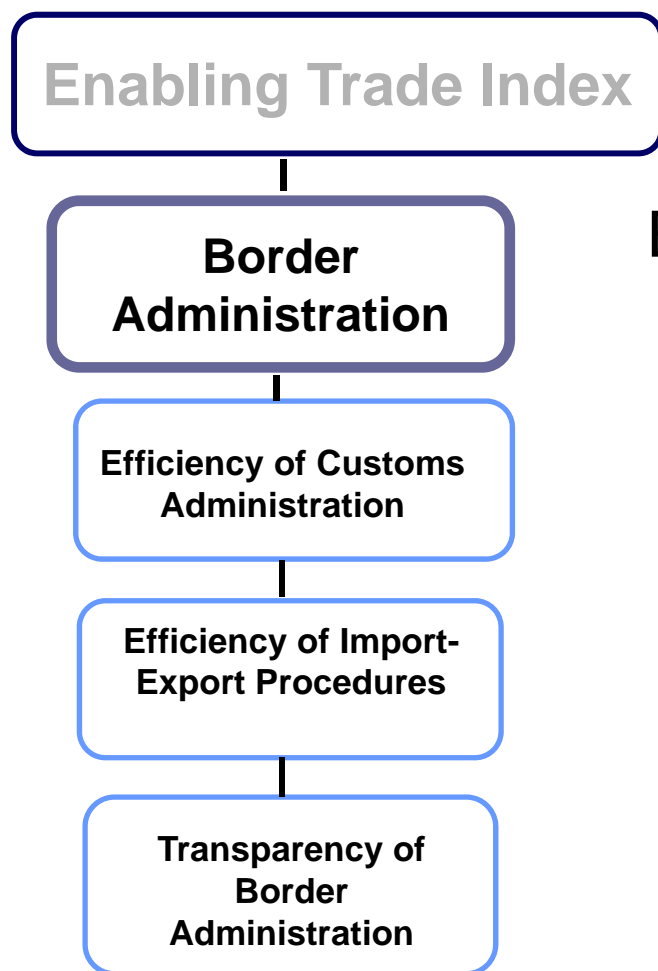 Enabling Trade Index
Border
Administration
Efficiency of Customs
Administration
Efficiency of Import-
Export Procedures
Transparency of
Border
Administration